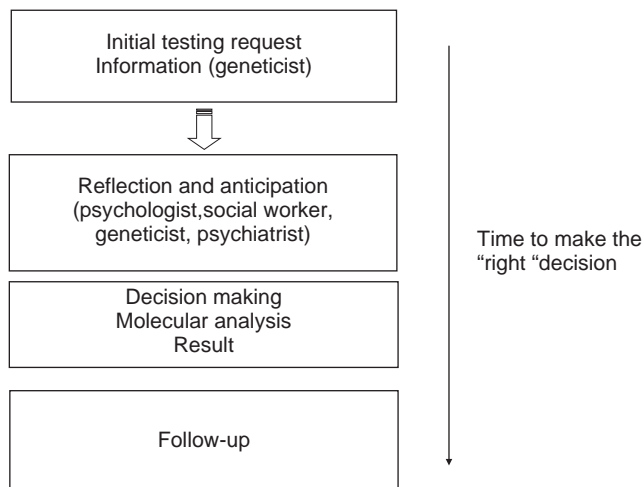 Initial testing request
Information (geneticist)
Reflection and anticipation
(psychologist,social worker,
geneticist, psychiatrist)
Time to make the
“right “decision
Decision making
Molecular analysis
Result
Follow-up